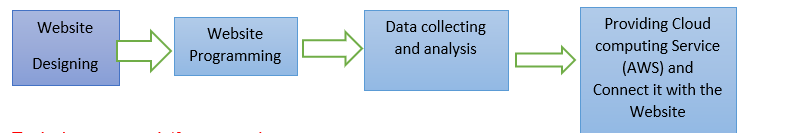 Website
Designing
Website
Programming
Data collecting
and analysis
Providing Cloud
computing Service
(AWS) and
Connect it with the
Website